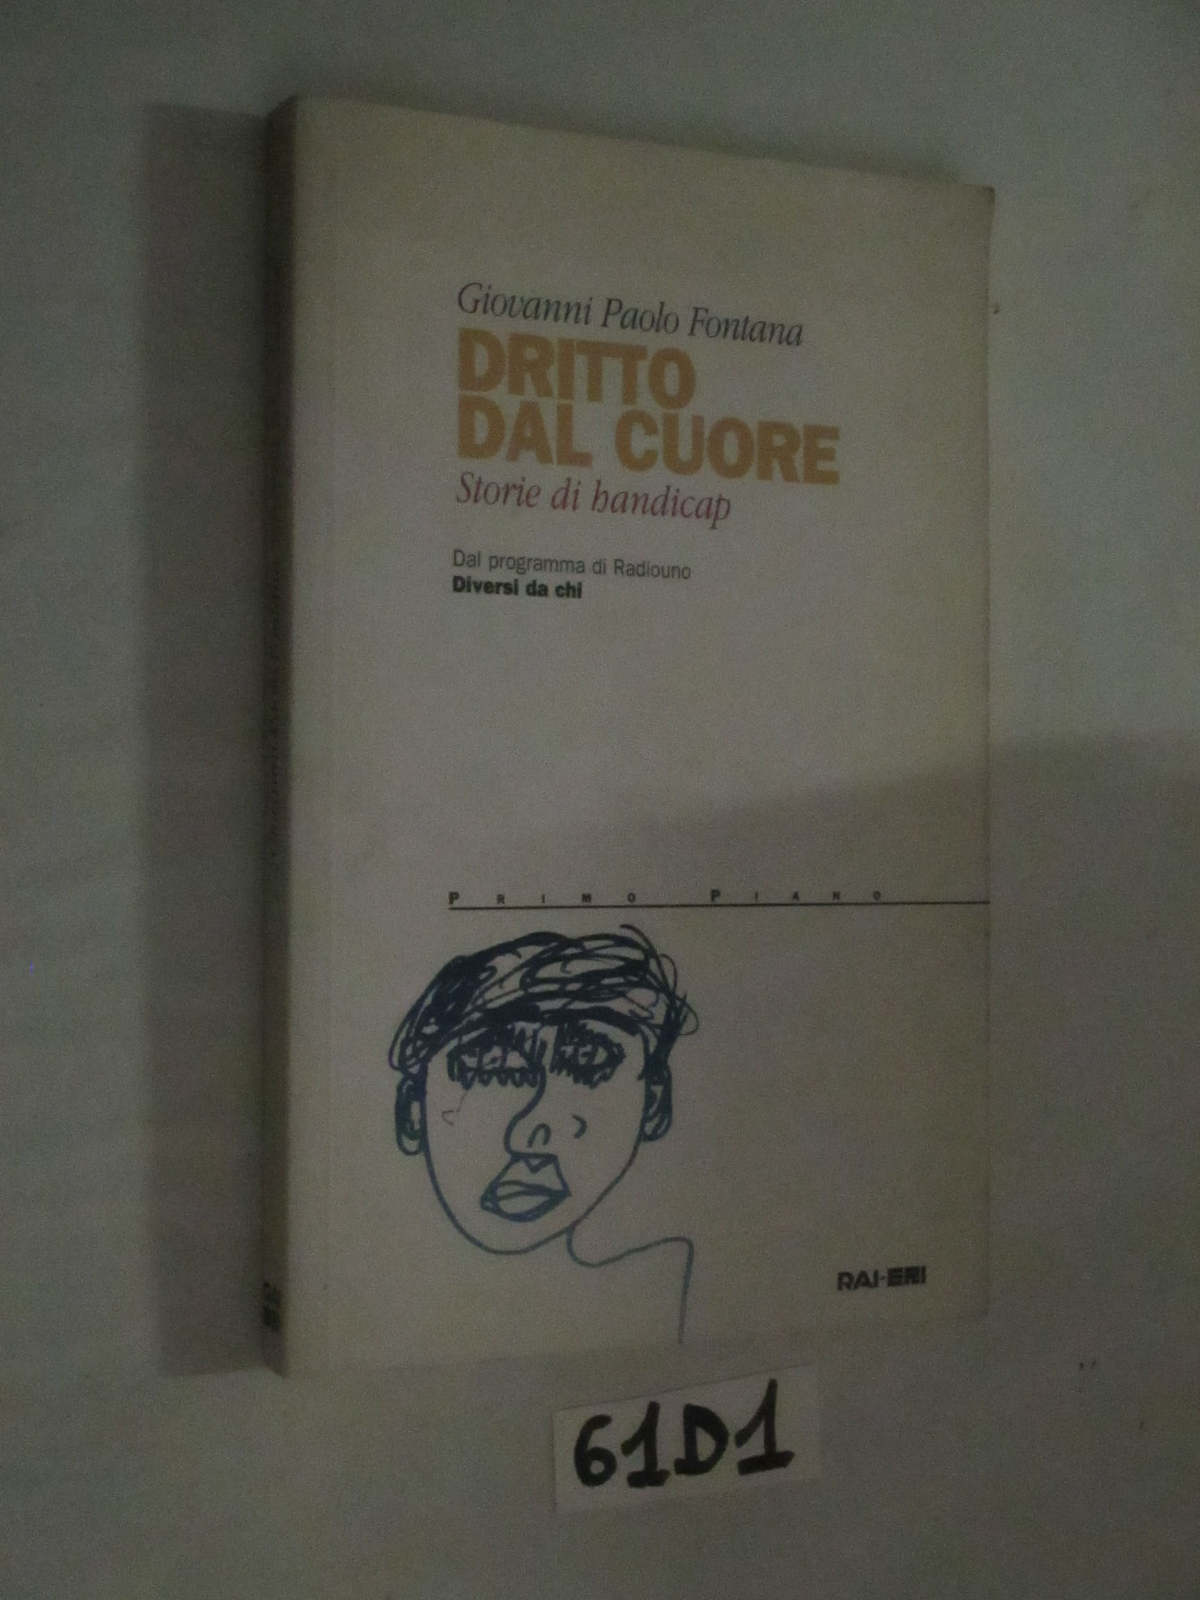 Giovanni Paolo Fontana
DRITTO
DAL CUORE
Storie di handicap
Dal programma di Radiouno
Diversi da chi
PRIMO PIANO
RAI-ERI
61D1